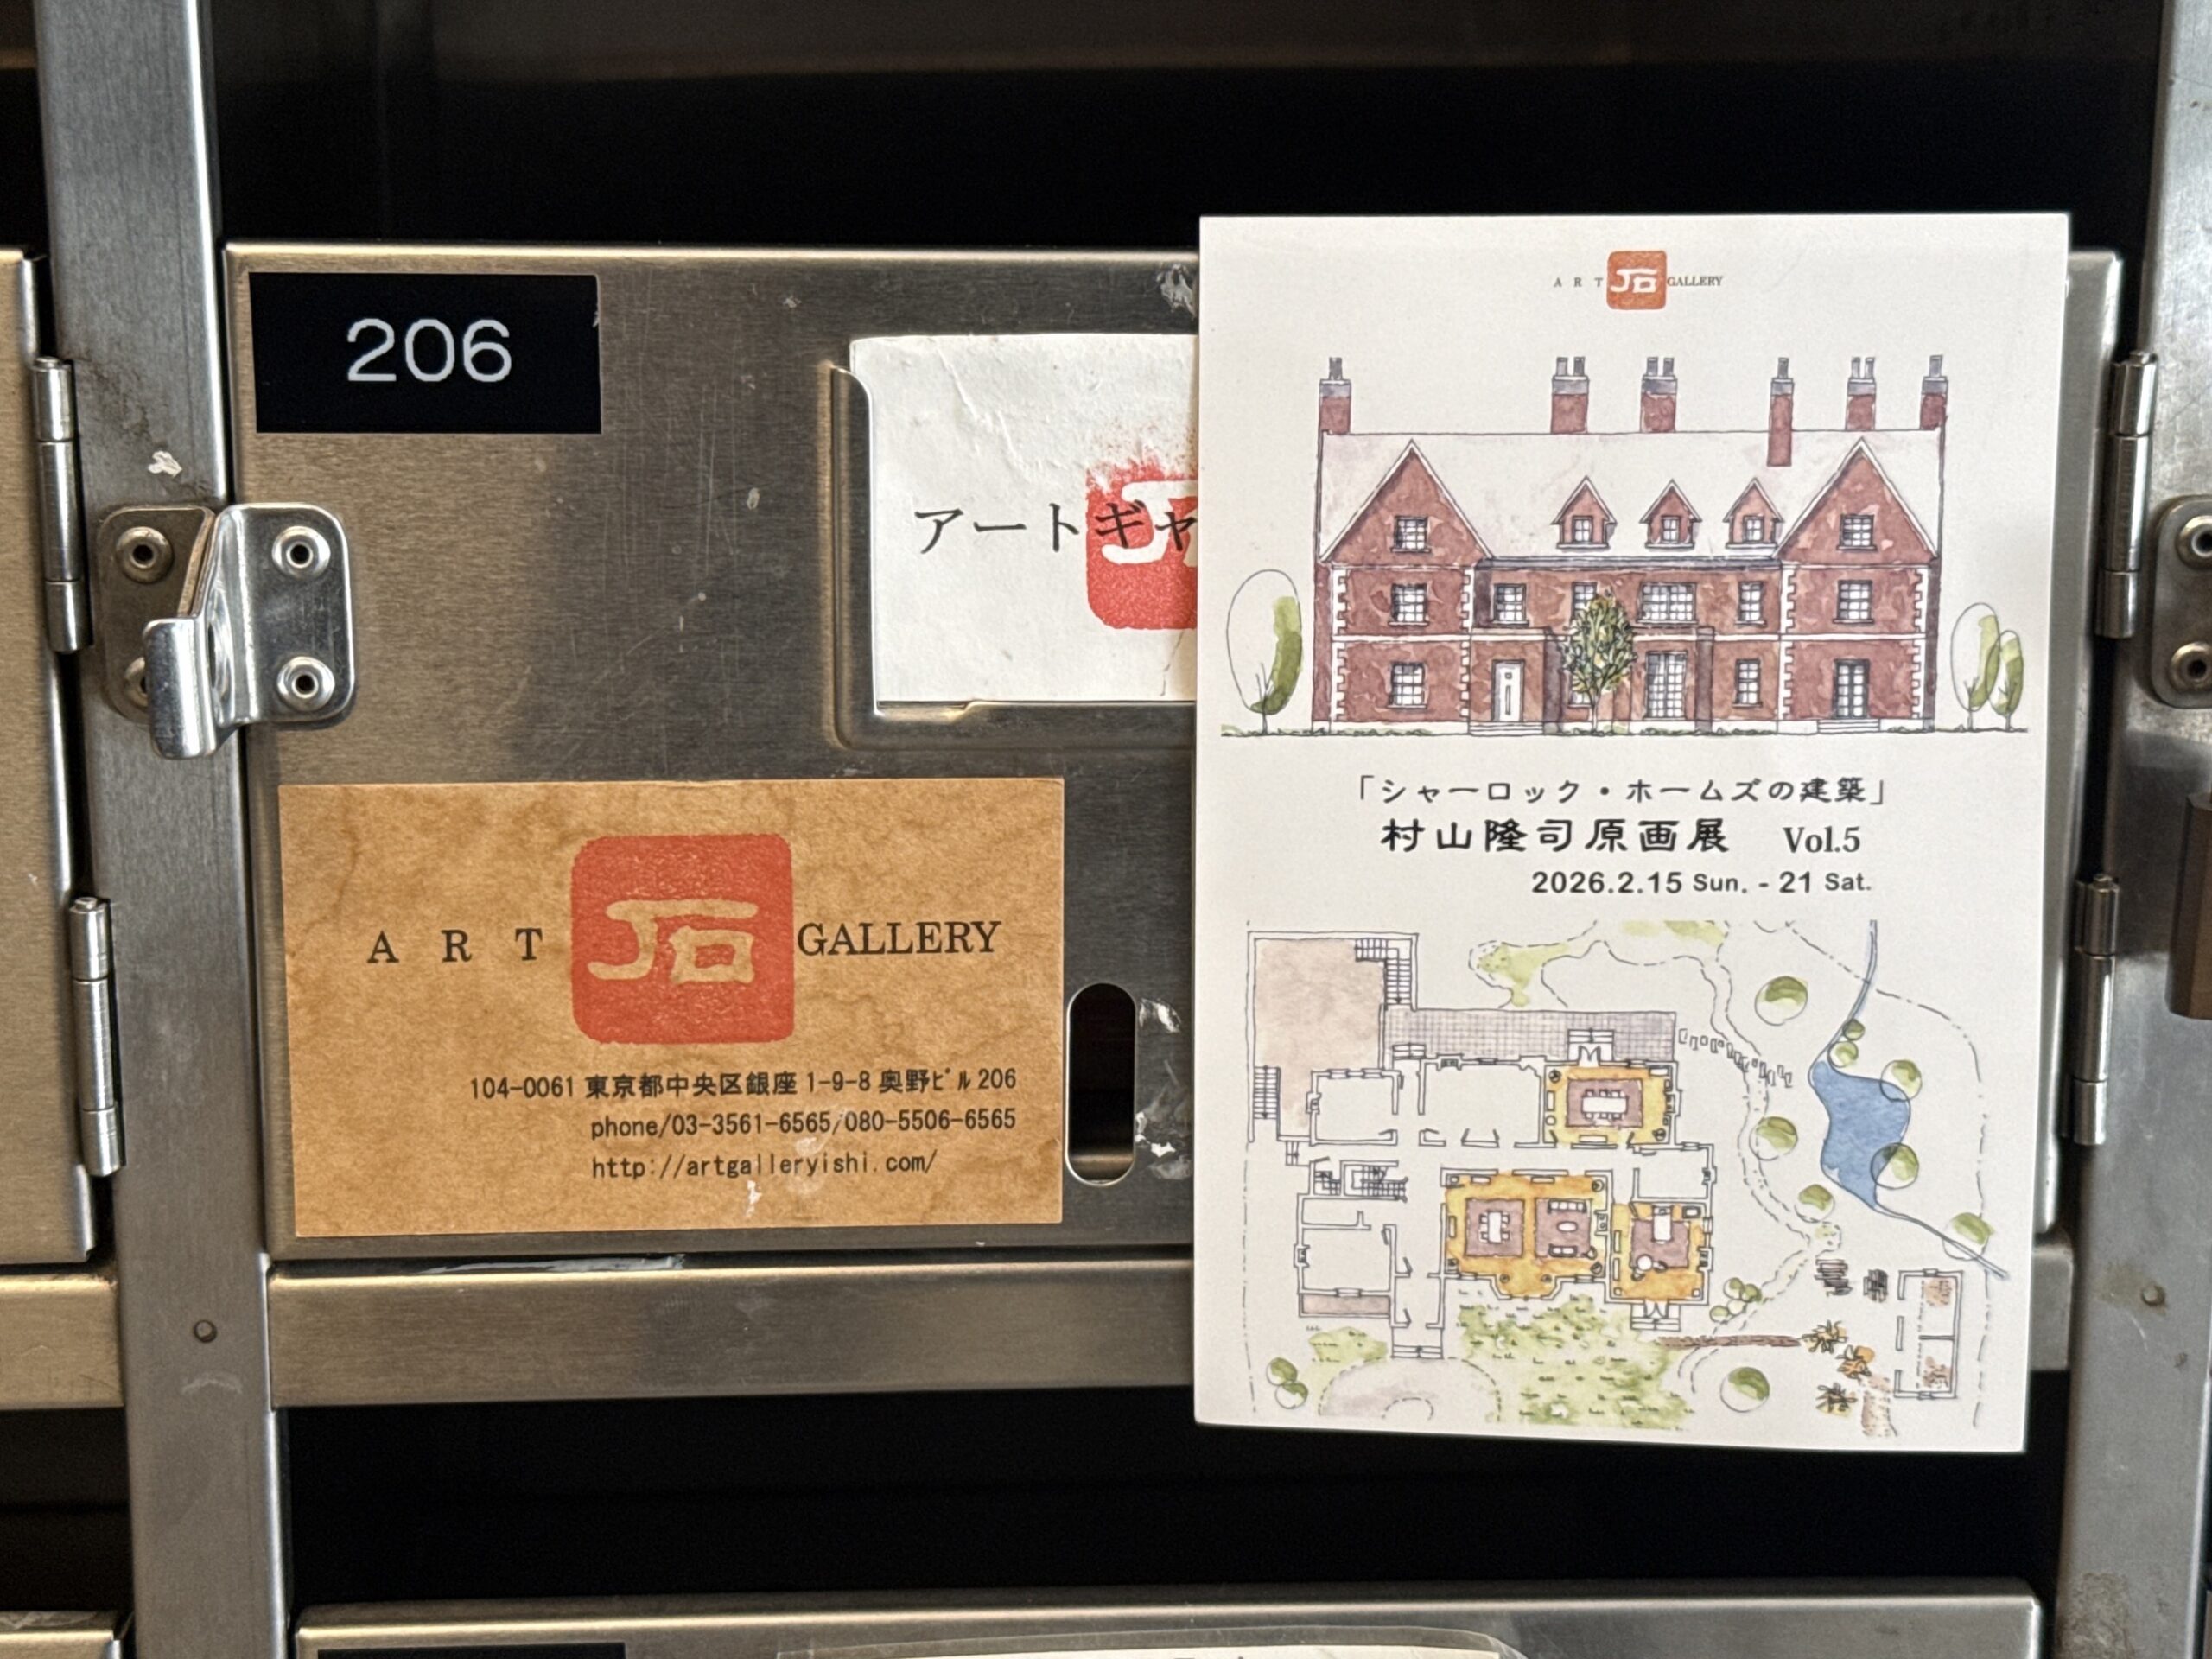 206
アートギャ
ART 石 GALLERY
104-0061 東京都中央区銀座 1-9-8 奥野ビル 206
phone/03-3561-6565/080-5506-6565
http://artgalleryishi.com/
ART 石 GALLERY
「シャーロック・ホームズの建築」
村山隆司原画展 Vol.5
2026.2.15 Sun. - 21 Sat.